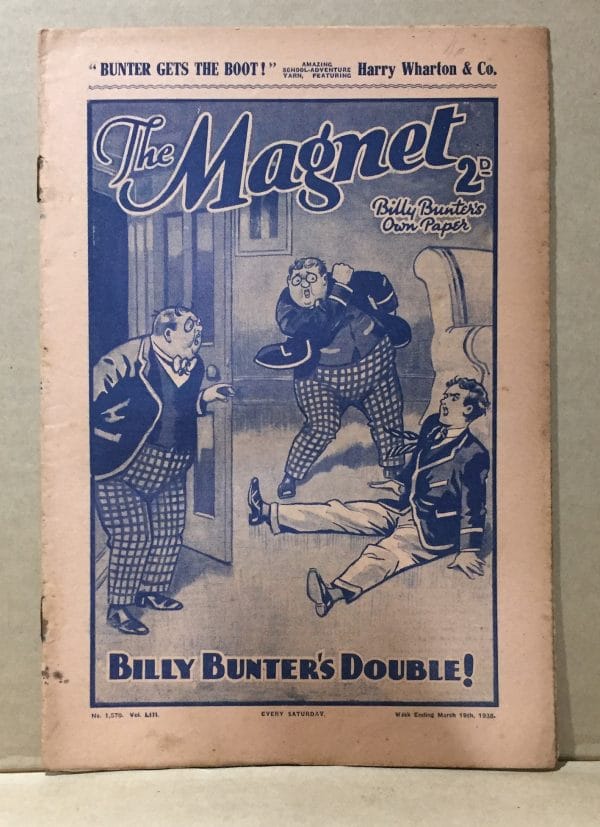 "BUNTER GETS THE BOOT!" AMAZING SCHOOL-ADVENTURE YARN, FEATURING Harry Wharton & Co.
The Magnet 2D
Billy Bunter's
Own Paper
BILLY BUNTER'S DOUBLE!
No. 1,570. Vol. LIII. EVERY SATURDAY. Week Ending March 19th, 1938.